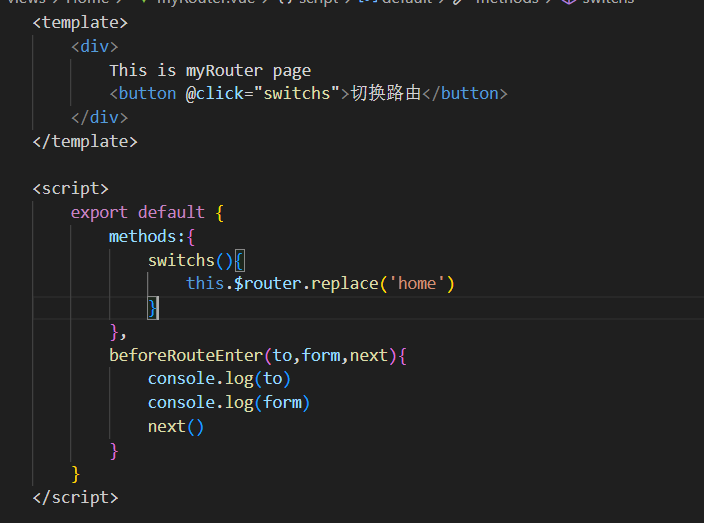 views > Home > myRouter.vue > script > default > methods > switchs
<template>
    <div>
        This is myRouter page
        <button @click="switchs">切换路由</button>
    </div>
</template>

<script>
    export default {
        methods:{
            switchs(){
                this.$router.replace('home')
            }
        },
        beforeRouteEnter(to,form,next){
            console.log(to)
            console.log(form)
            next()
        }
    }
</script>